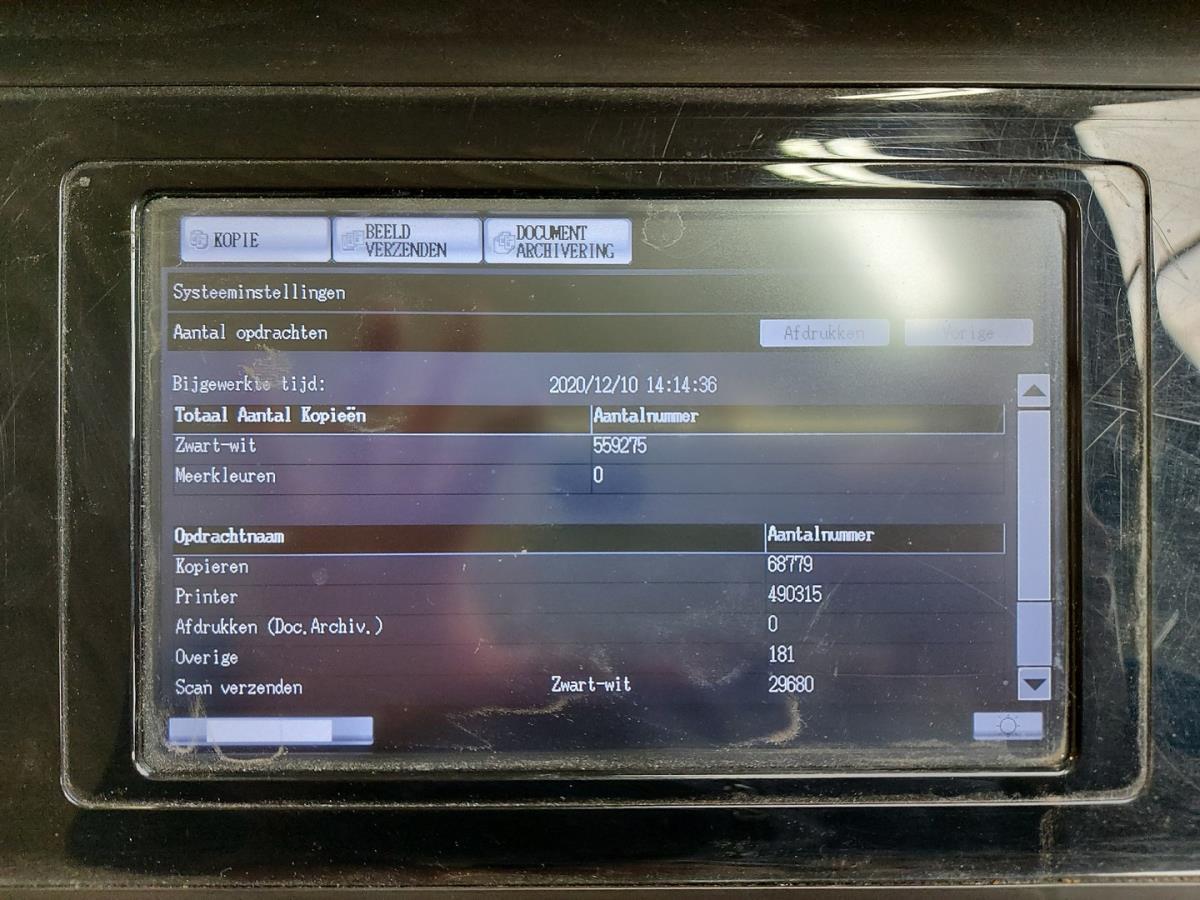 KOPIE
BEELD
VERZENDEN
DOCUMENT
ARCHIVERING
Systeeminstellingen
Aantal opdrachten
Afdrukken
Vorige
Bijgewerkte tijd: 2020/12/10 14:14:36
Totaal Aantal Kopieën Aantalnummer
Zwart-wit 559275
Meerkleuren 0
Opdrachtnaam Aantalnummer
Kopieren 68779
Printer 490315
Afdrukken (Doc.Archiv.) 0
Overige 181
Scan verzenden Zwart-wit 29680